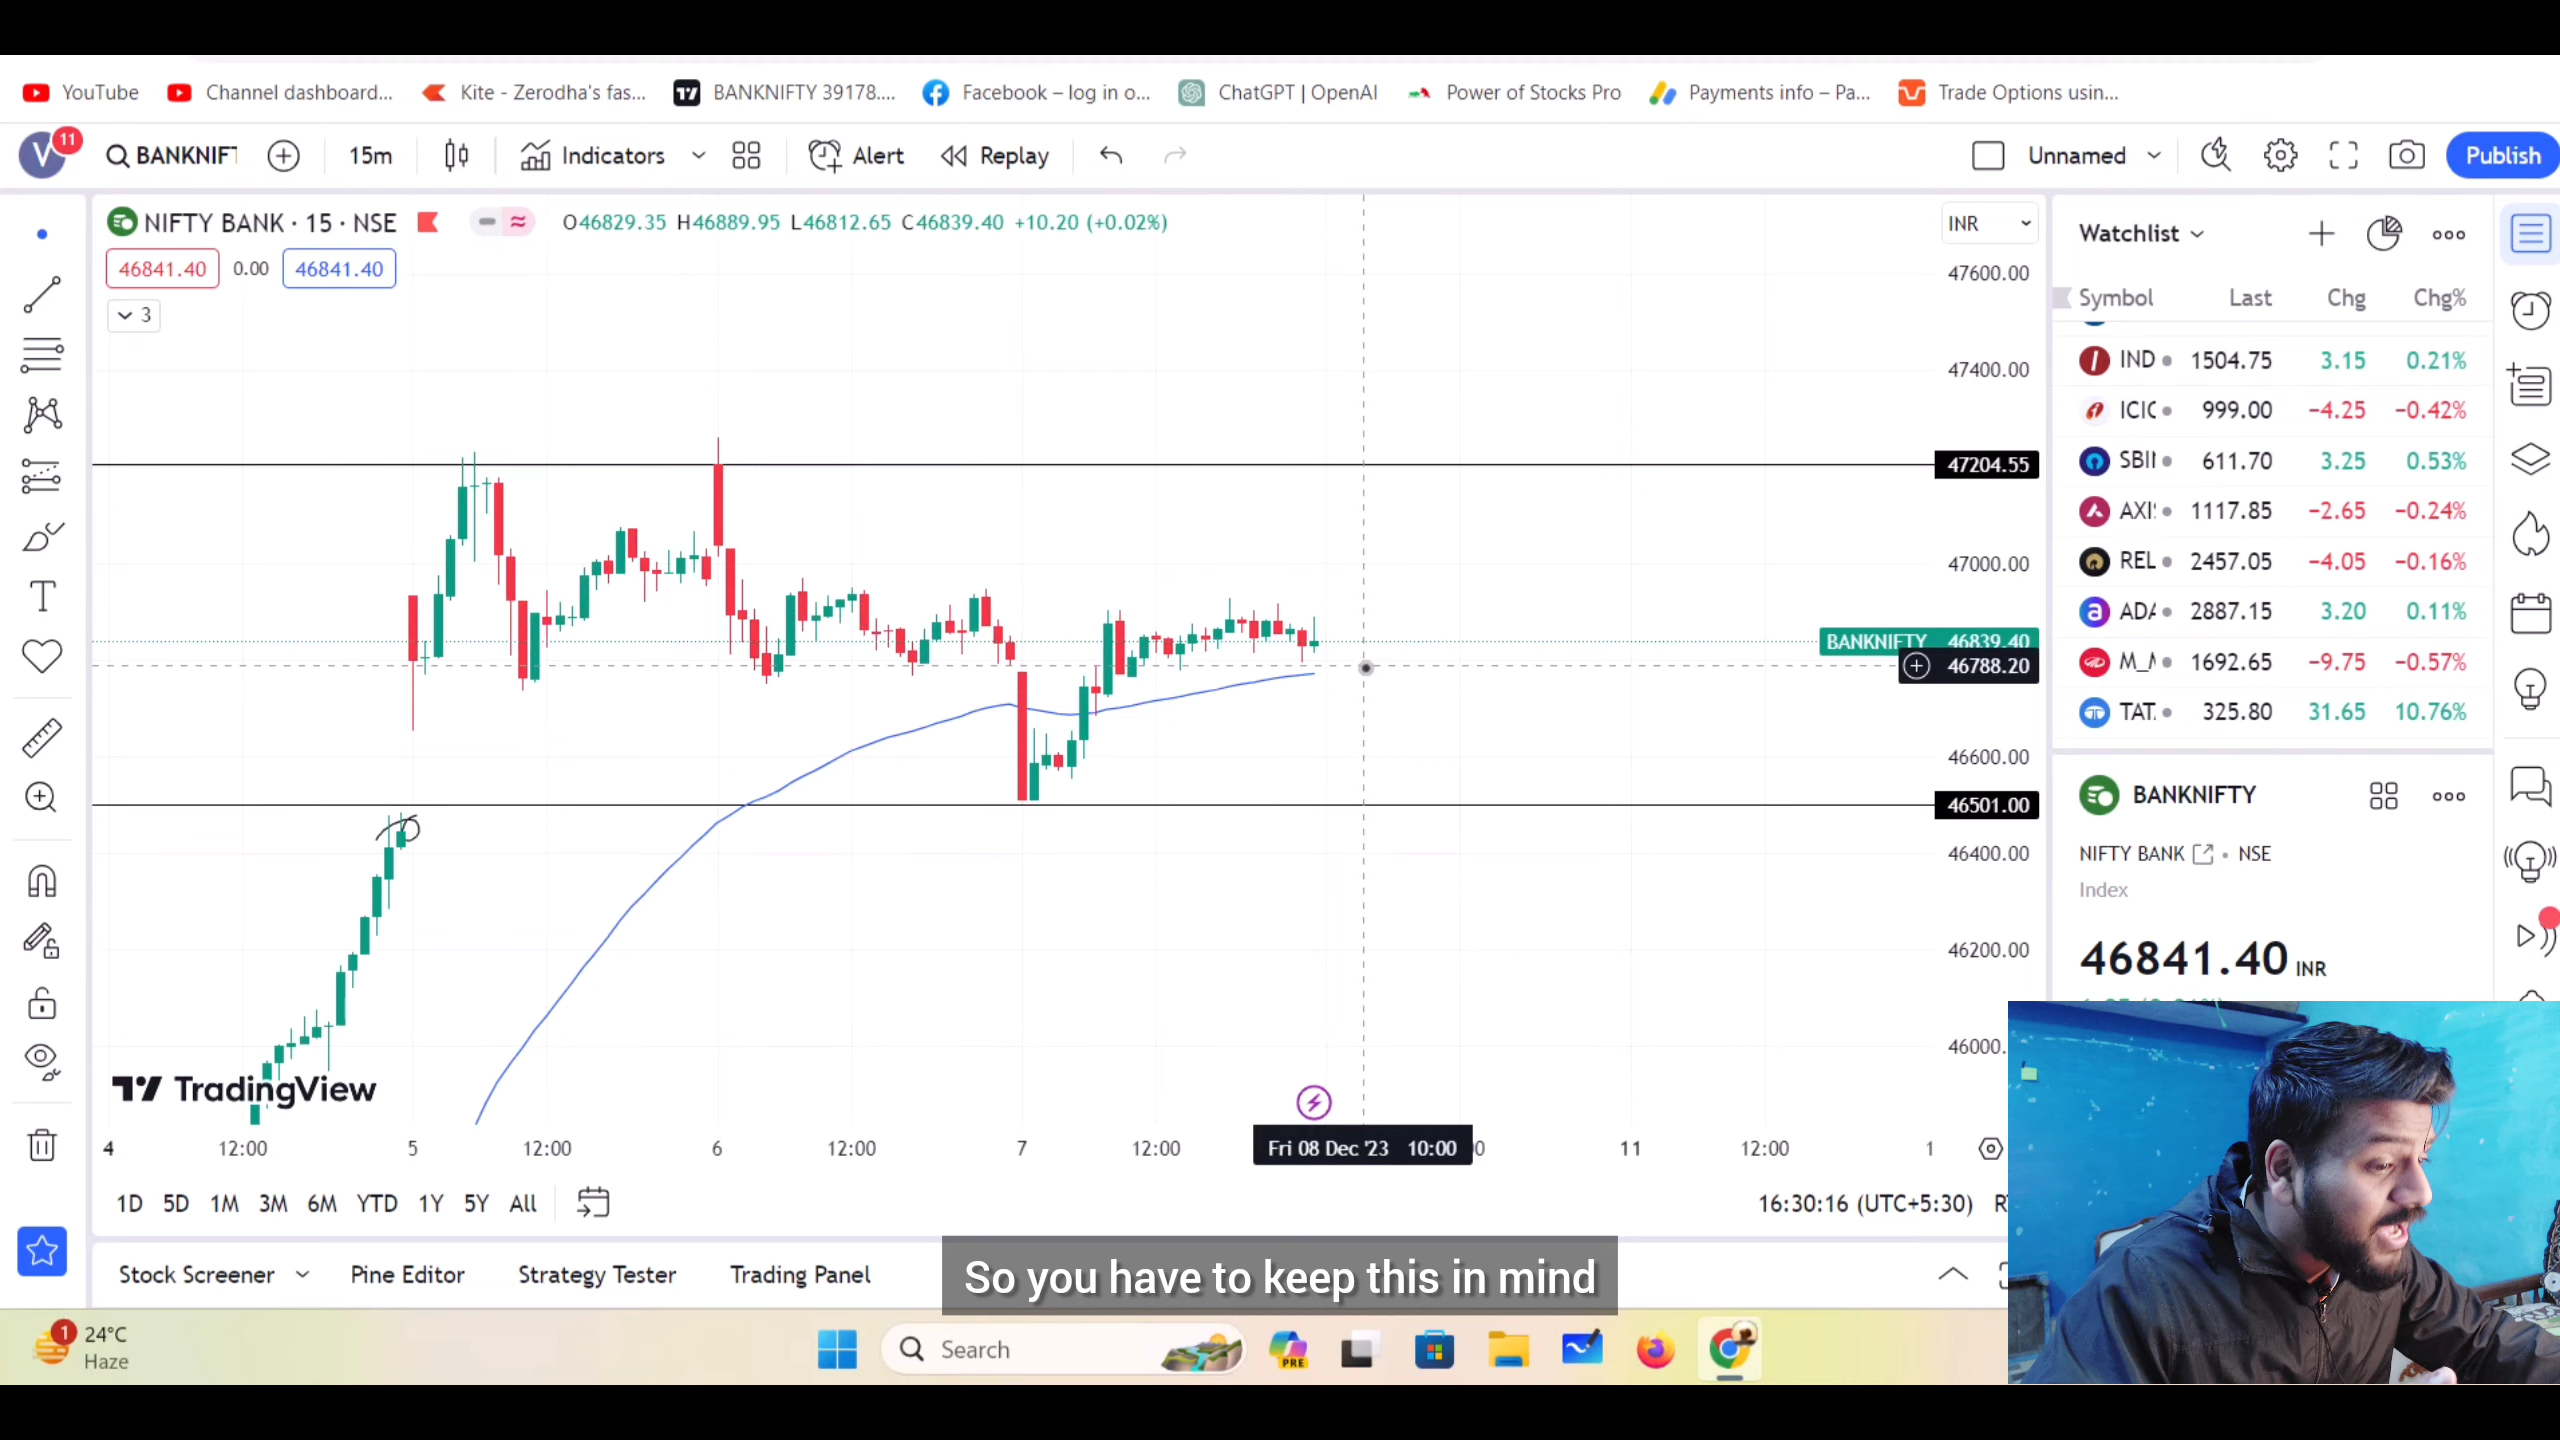 YouTube Channel dashboard... Kite - Zerodha's fas... BANKNIFTY 39178.... Facebook – log in o... ChatGPT | OpenAI Power of Stocks Pro Payments info – Pa... Trade Options usin...
V 11 BANKNIFT 15m Indicators Alert Replay Unnamed Publish
NIFTY BANK · 15 · NSE O46829.35 H46889.95 L46812.65 C46839.40 +10.20 (+0.02%)
46841.40 0.00 46841.40
3
INR
47600.00
47400.00
47204.55
47000.00
BANKNIFTY 46839.40
46788.20
46600.00
46501.00
46400.00
46200.00
46000.
TradingView
4 12:00 5 12:00 6 12:00 7 12:00 Fri 08 Dec '23 10:00 11 12:00 1
1D 5D 1M 3M 6M YTD 1Y 5Y All 16:30:16 (UTC+5:30)
Stock Screener Pine Editor Strategy Tester Trading Panel
Watchlist
Symbol Last Chg Chg%
IND 1504.75 3.15 0.21%
ICIC 999.00 −4.25 −0.42%
SBII 611.70 3.25 0.53%
AXI 1117.85 −2.65 −0.24%
REL 2457.05 −4.05 −0.16%
ADA 2887.15 3.20 0.11%
M_M 1692.65 −9.75 −0.57%
TAT. 325.80 31.65 10.76%
BANKNIFTY
NIFTY BANK • NSE
Index
46841.40 INR
So you have to keep this in mind
1 24°C
Haze
Search
PRE